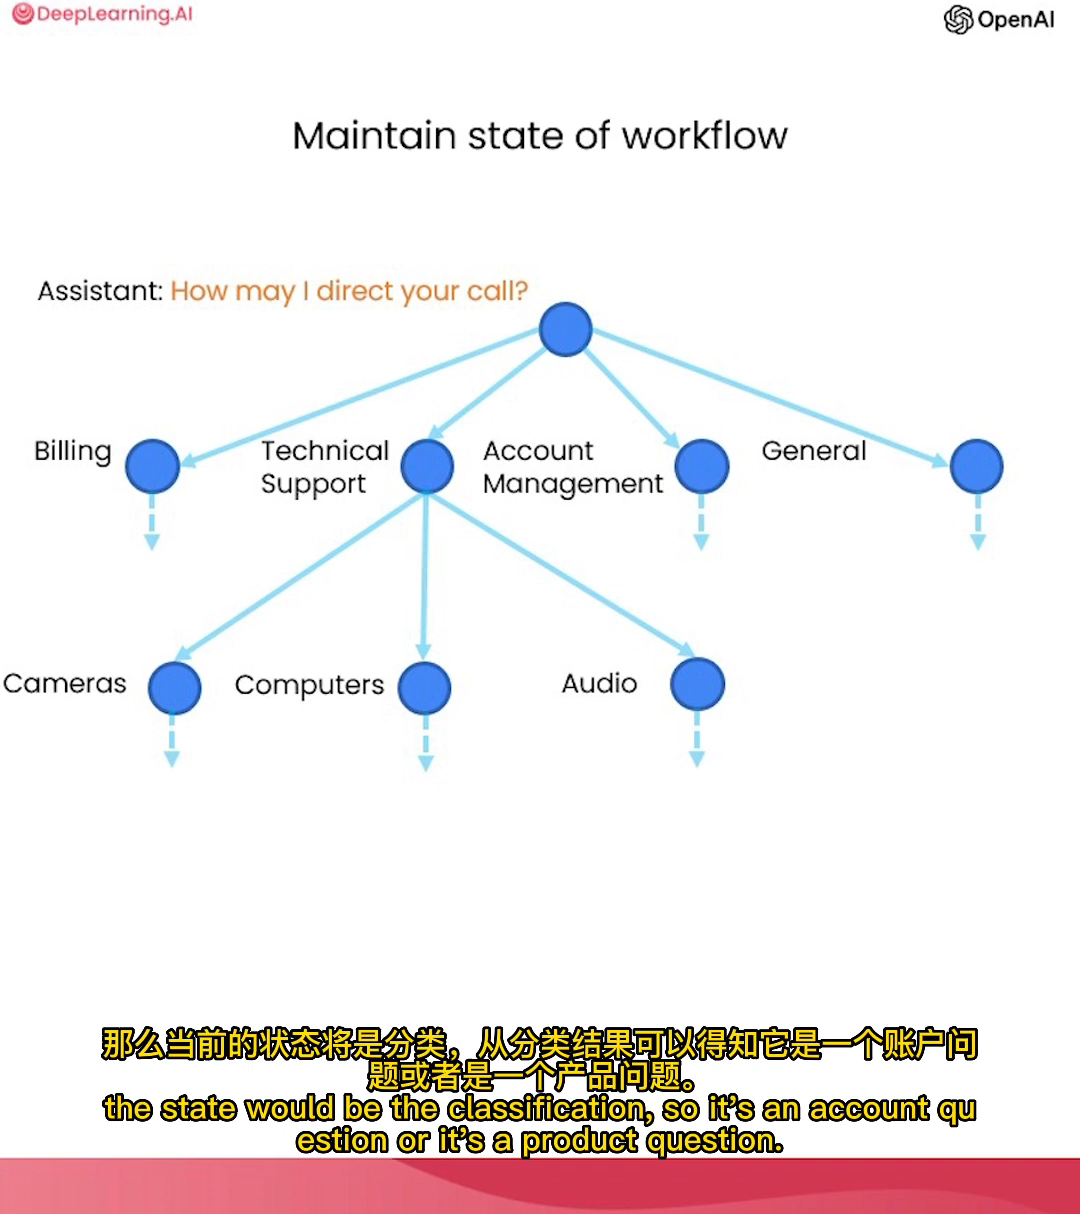 DeepLearning.AI
OpenAI
Maintain state of workflow
Assistant: How may I direct your call?
Billing
Technical
Support
Account
Management
General
Cameras
Computers
Audio
那么当前的状态将是分类，从分类结果可以得知它是一个账户问
题或者是一个产品问题。
the state would be the classification, so it’s an account qu
estion or it’s a product question.